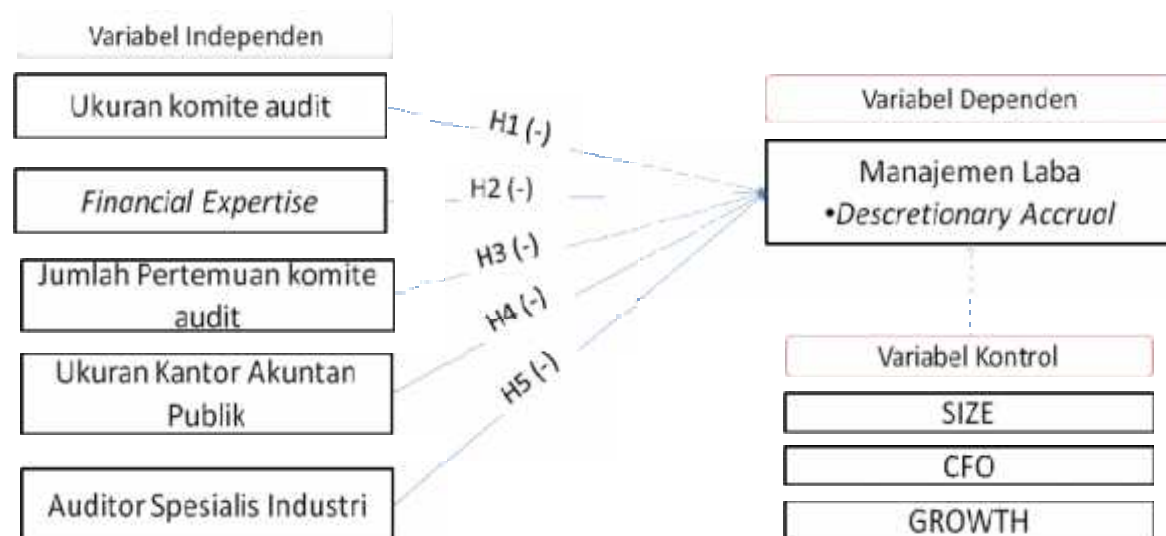 Variabel Independen
Ukuran komite audit
Financial Expertise
Jumlah Pertemuan komite
audit
Ukuran Kantor Akuntan
Publik
Auditor Spesialis Industri
H1 (-)
H2 (-)
H3 (-)
H4 (-)
H5 (-)
Variabel Dependen
Manajemen Laba
•Descretionary Accrual
Variabel Kontrol
SIZE
CFO
GROWTH